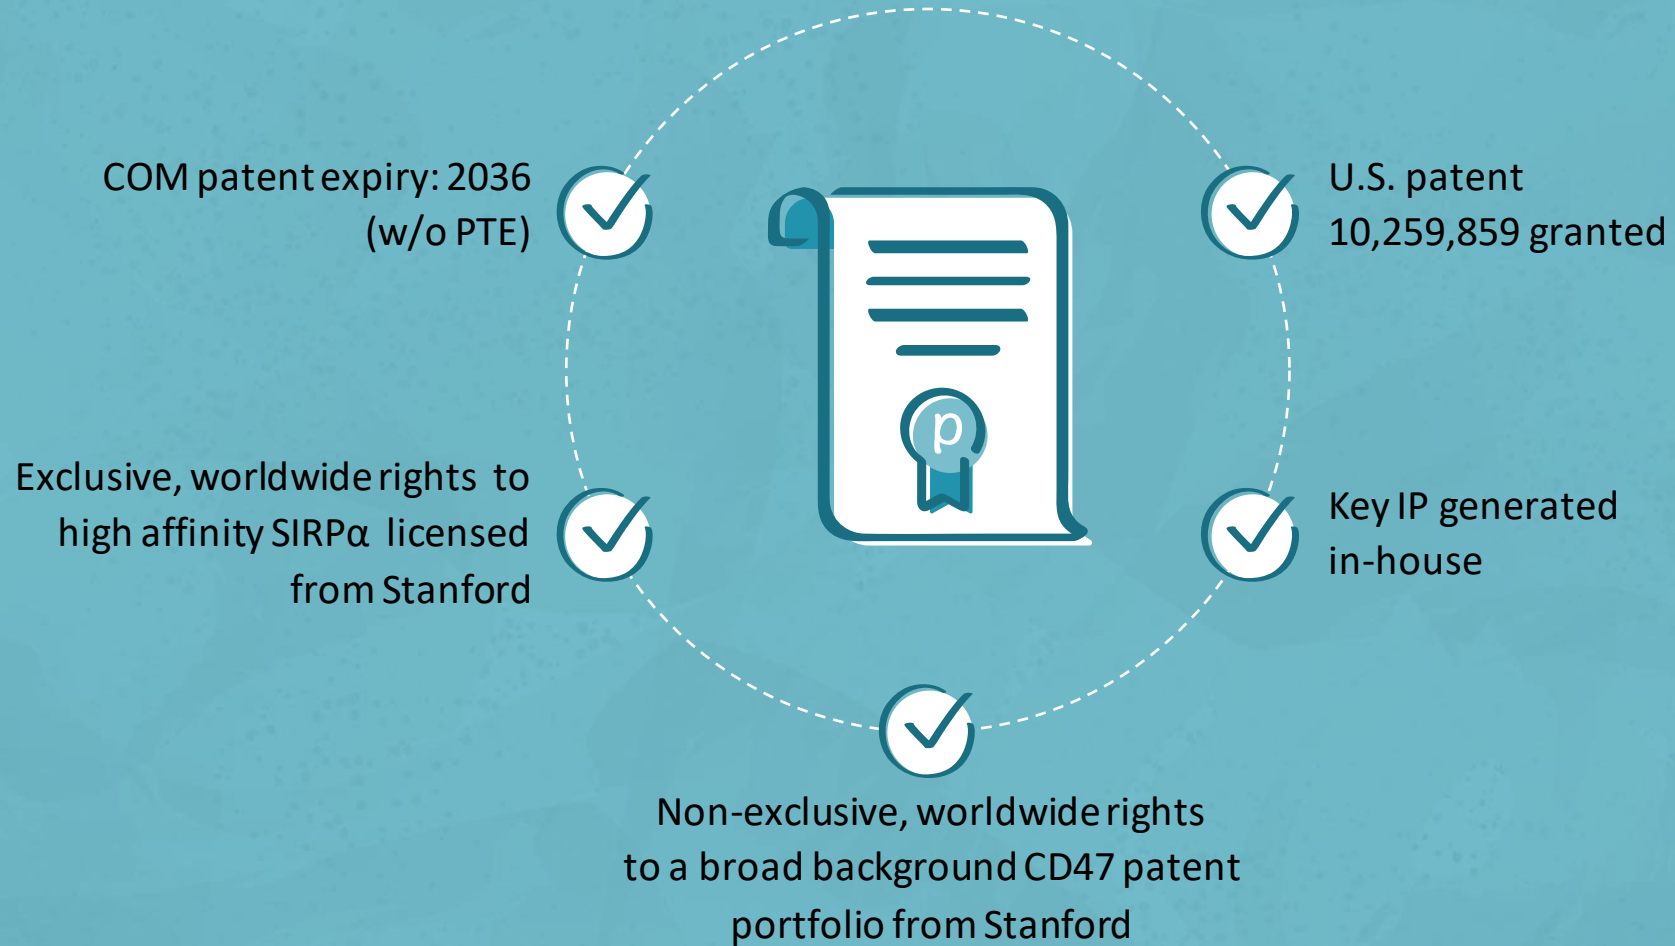 COM patent expiry: 2036
(w/o PTE)
U.S. patent
10,259,859 granted
p
Exclusive, worldwide rights to
high affinity SIRPα licensed
from Stanford
Key IP generated
in-house
Non-exclusive, worldwide rights
to a broad background CD47 patent
portfolio from Stanford